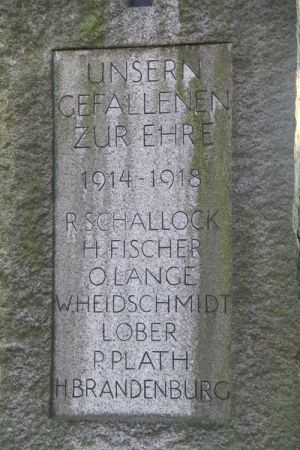 UNSERN
GEFALLENEN
ZUR EHRE
1914-1918
R.SCHALLOCK
H.FISCHER
O.LANGE
W.HEIDSCHMIDT
LOBER
P.PLATH
H.BRANDENBURG